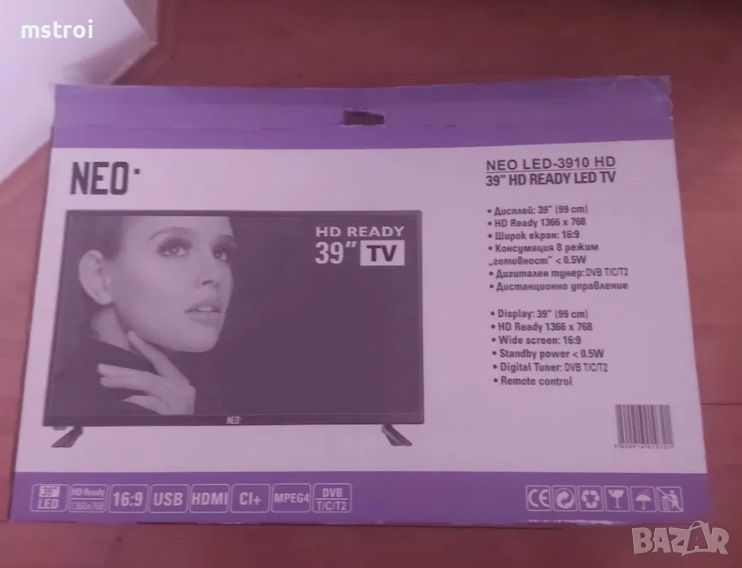 mstroi
NEO
NEO LED-3910 HD
39" HD READY LED TV
HD READY
39" TV
• Дисплей: 39" (99 cm)
• HD Ready 1366 x 768
• Широк екран: 16:9
• Консумация в режим
„готовност" < 0.5W
• Дигитален тунер: DVB T/C/T2
• Дистанционно управление
• Display: 39" (99 cm)
• HD Ready 1366 x 768
• Wide screen: 16:9
• Standby power < 0.5W
• Digital Tuner: DVB T/C/T2
• Remote control
NEO
39"
LED
HD Ready
1366x768
16:9
USB
HDMI
CI+
MPEG4
DVB
T/C/T2
CE
BAZAR